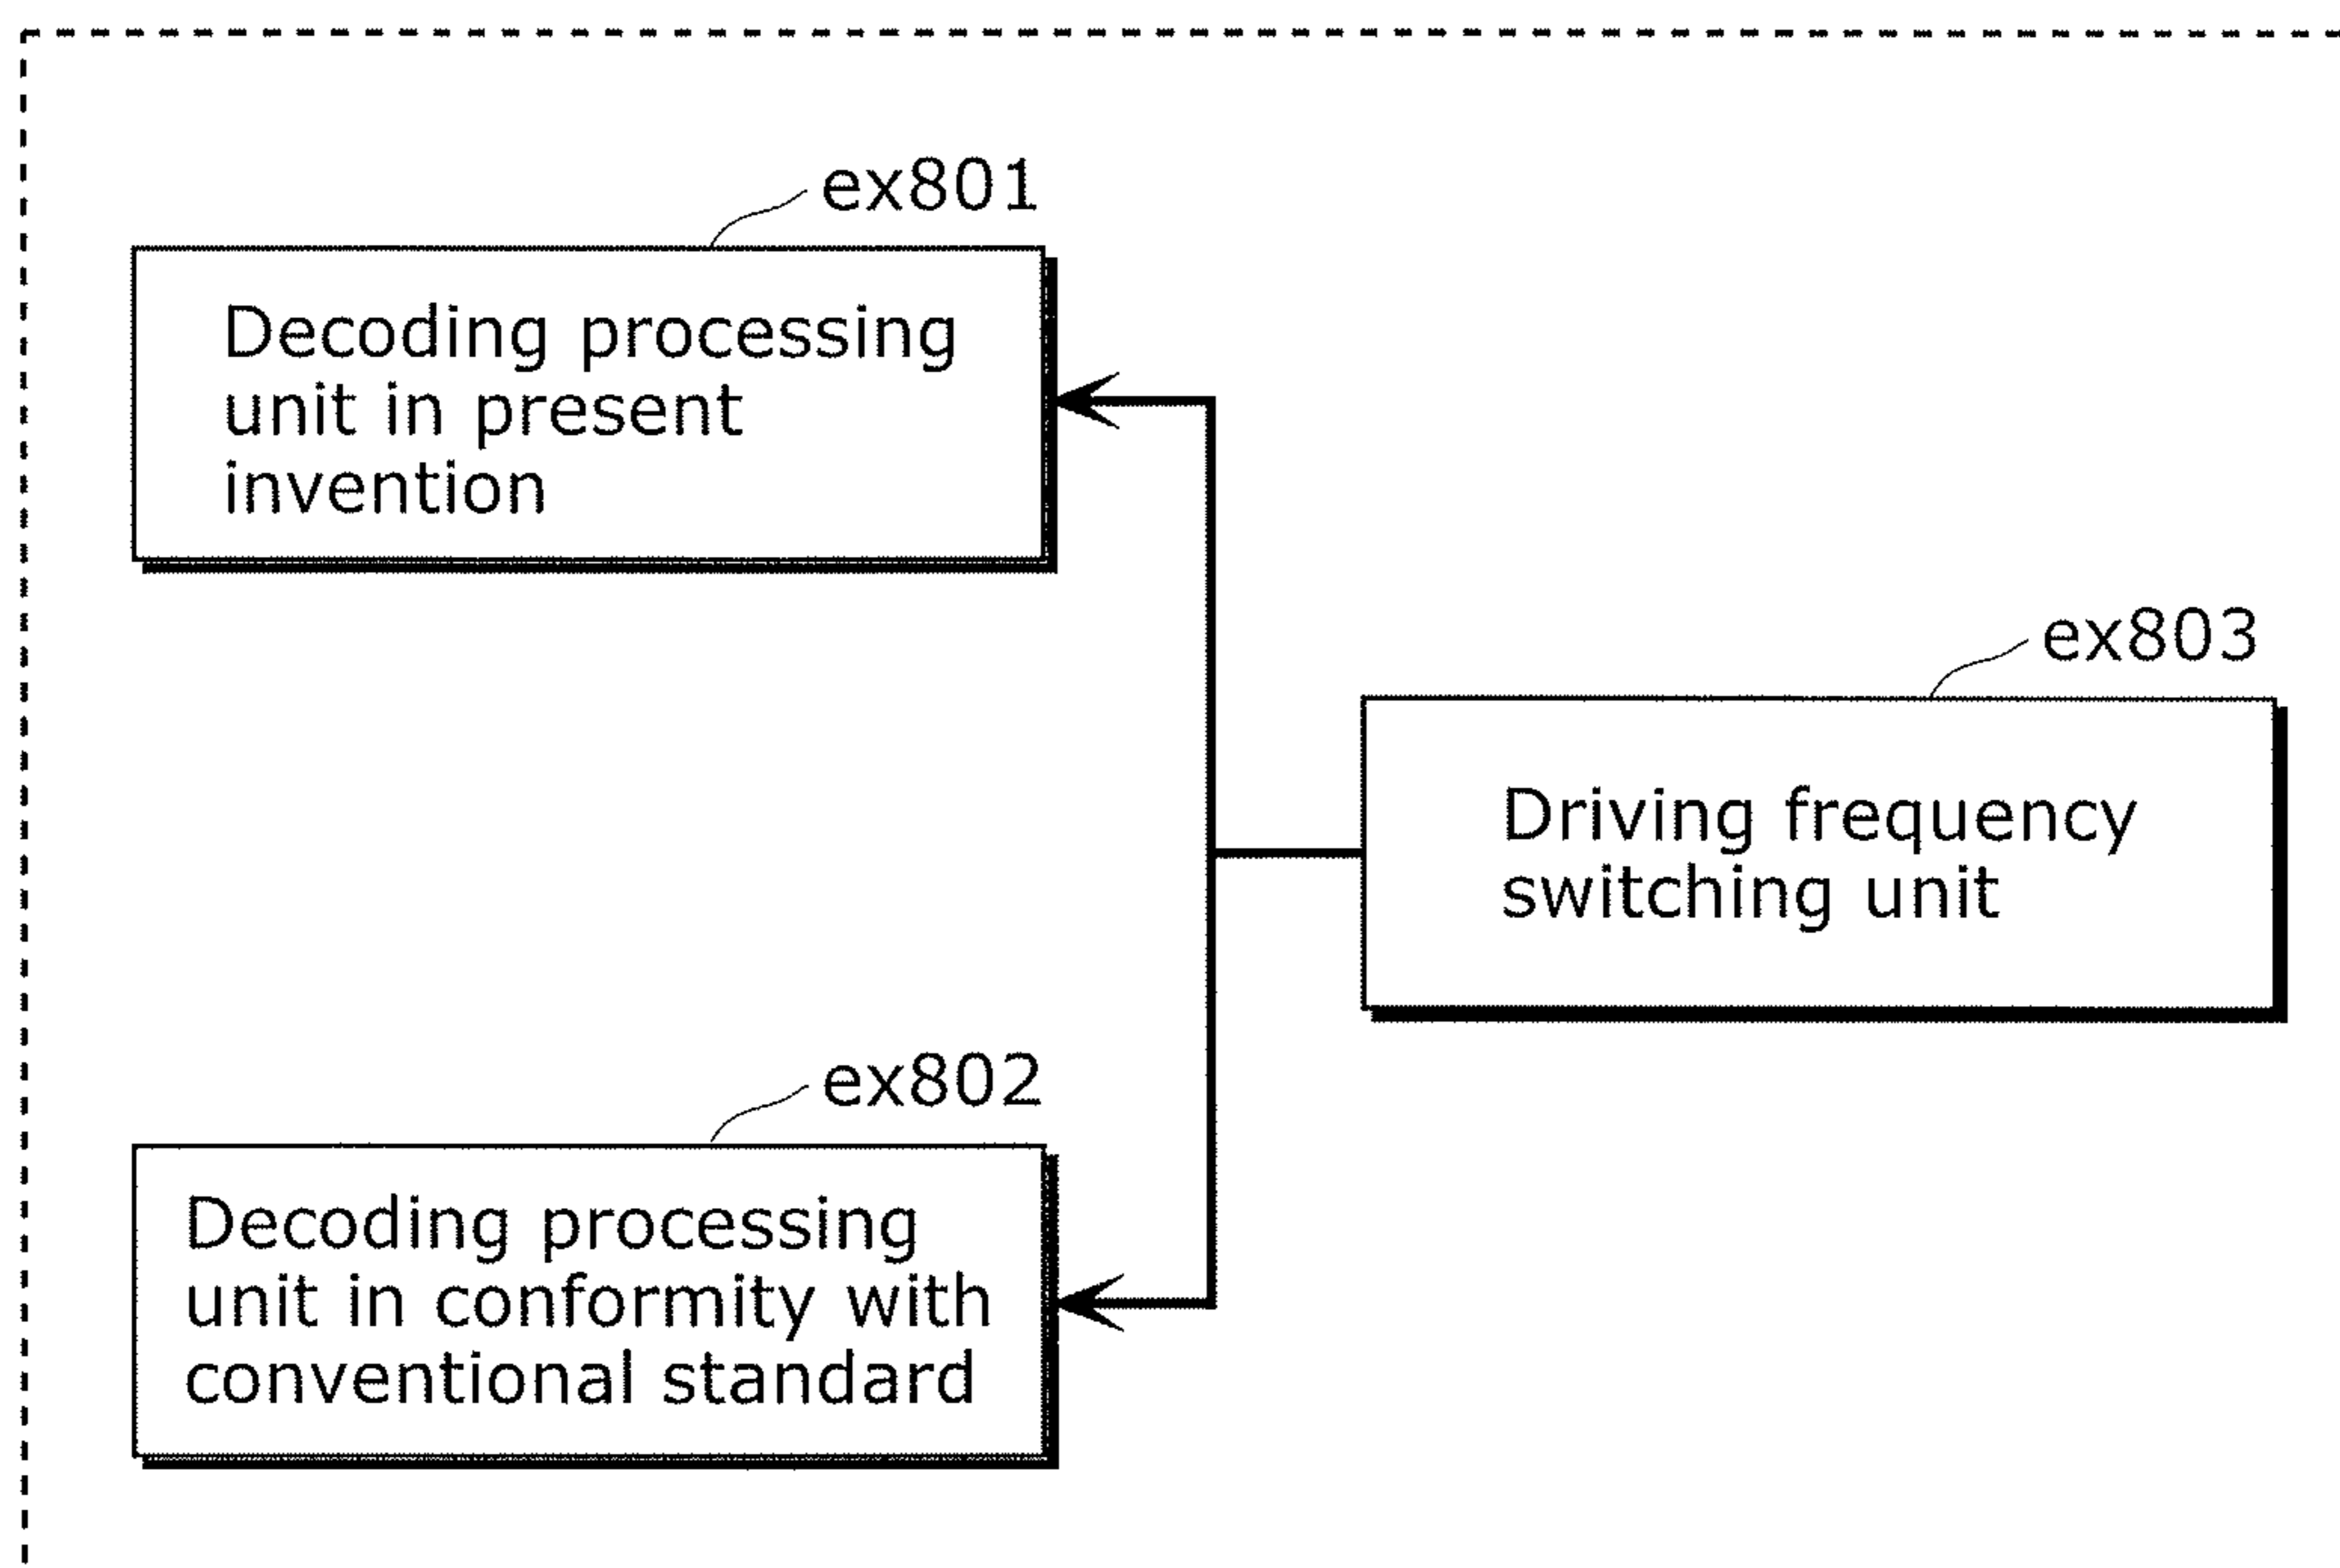 ex801
Decoding processing
unit in present
invention
ex803
Driving frequency
switching unit
ex802
Decoding processing
unit in conformity with
conventional standard